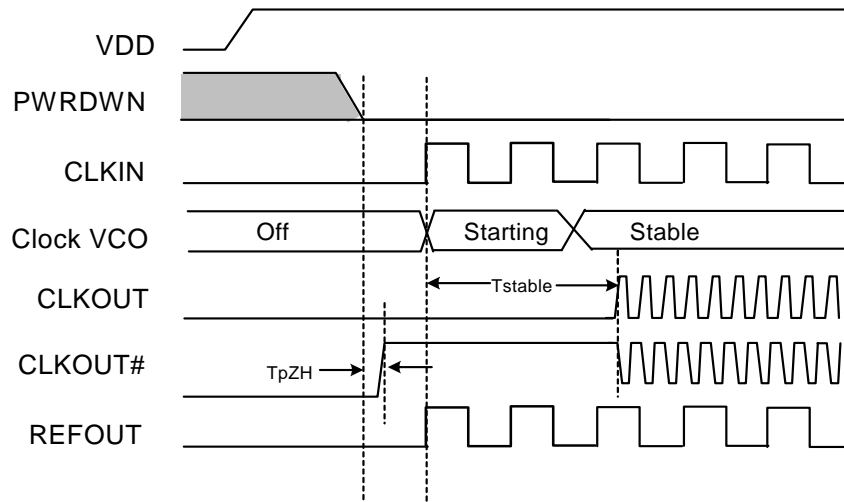 VDD
PWRDWN
CLKIN
Clock VCO
Off
Starting
Stable
CLKOUT
Tstable
CLKOUT#
TpZH
REFOUT